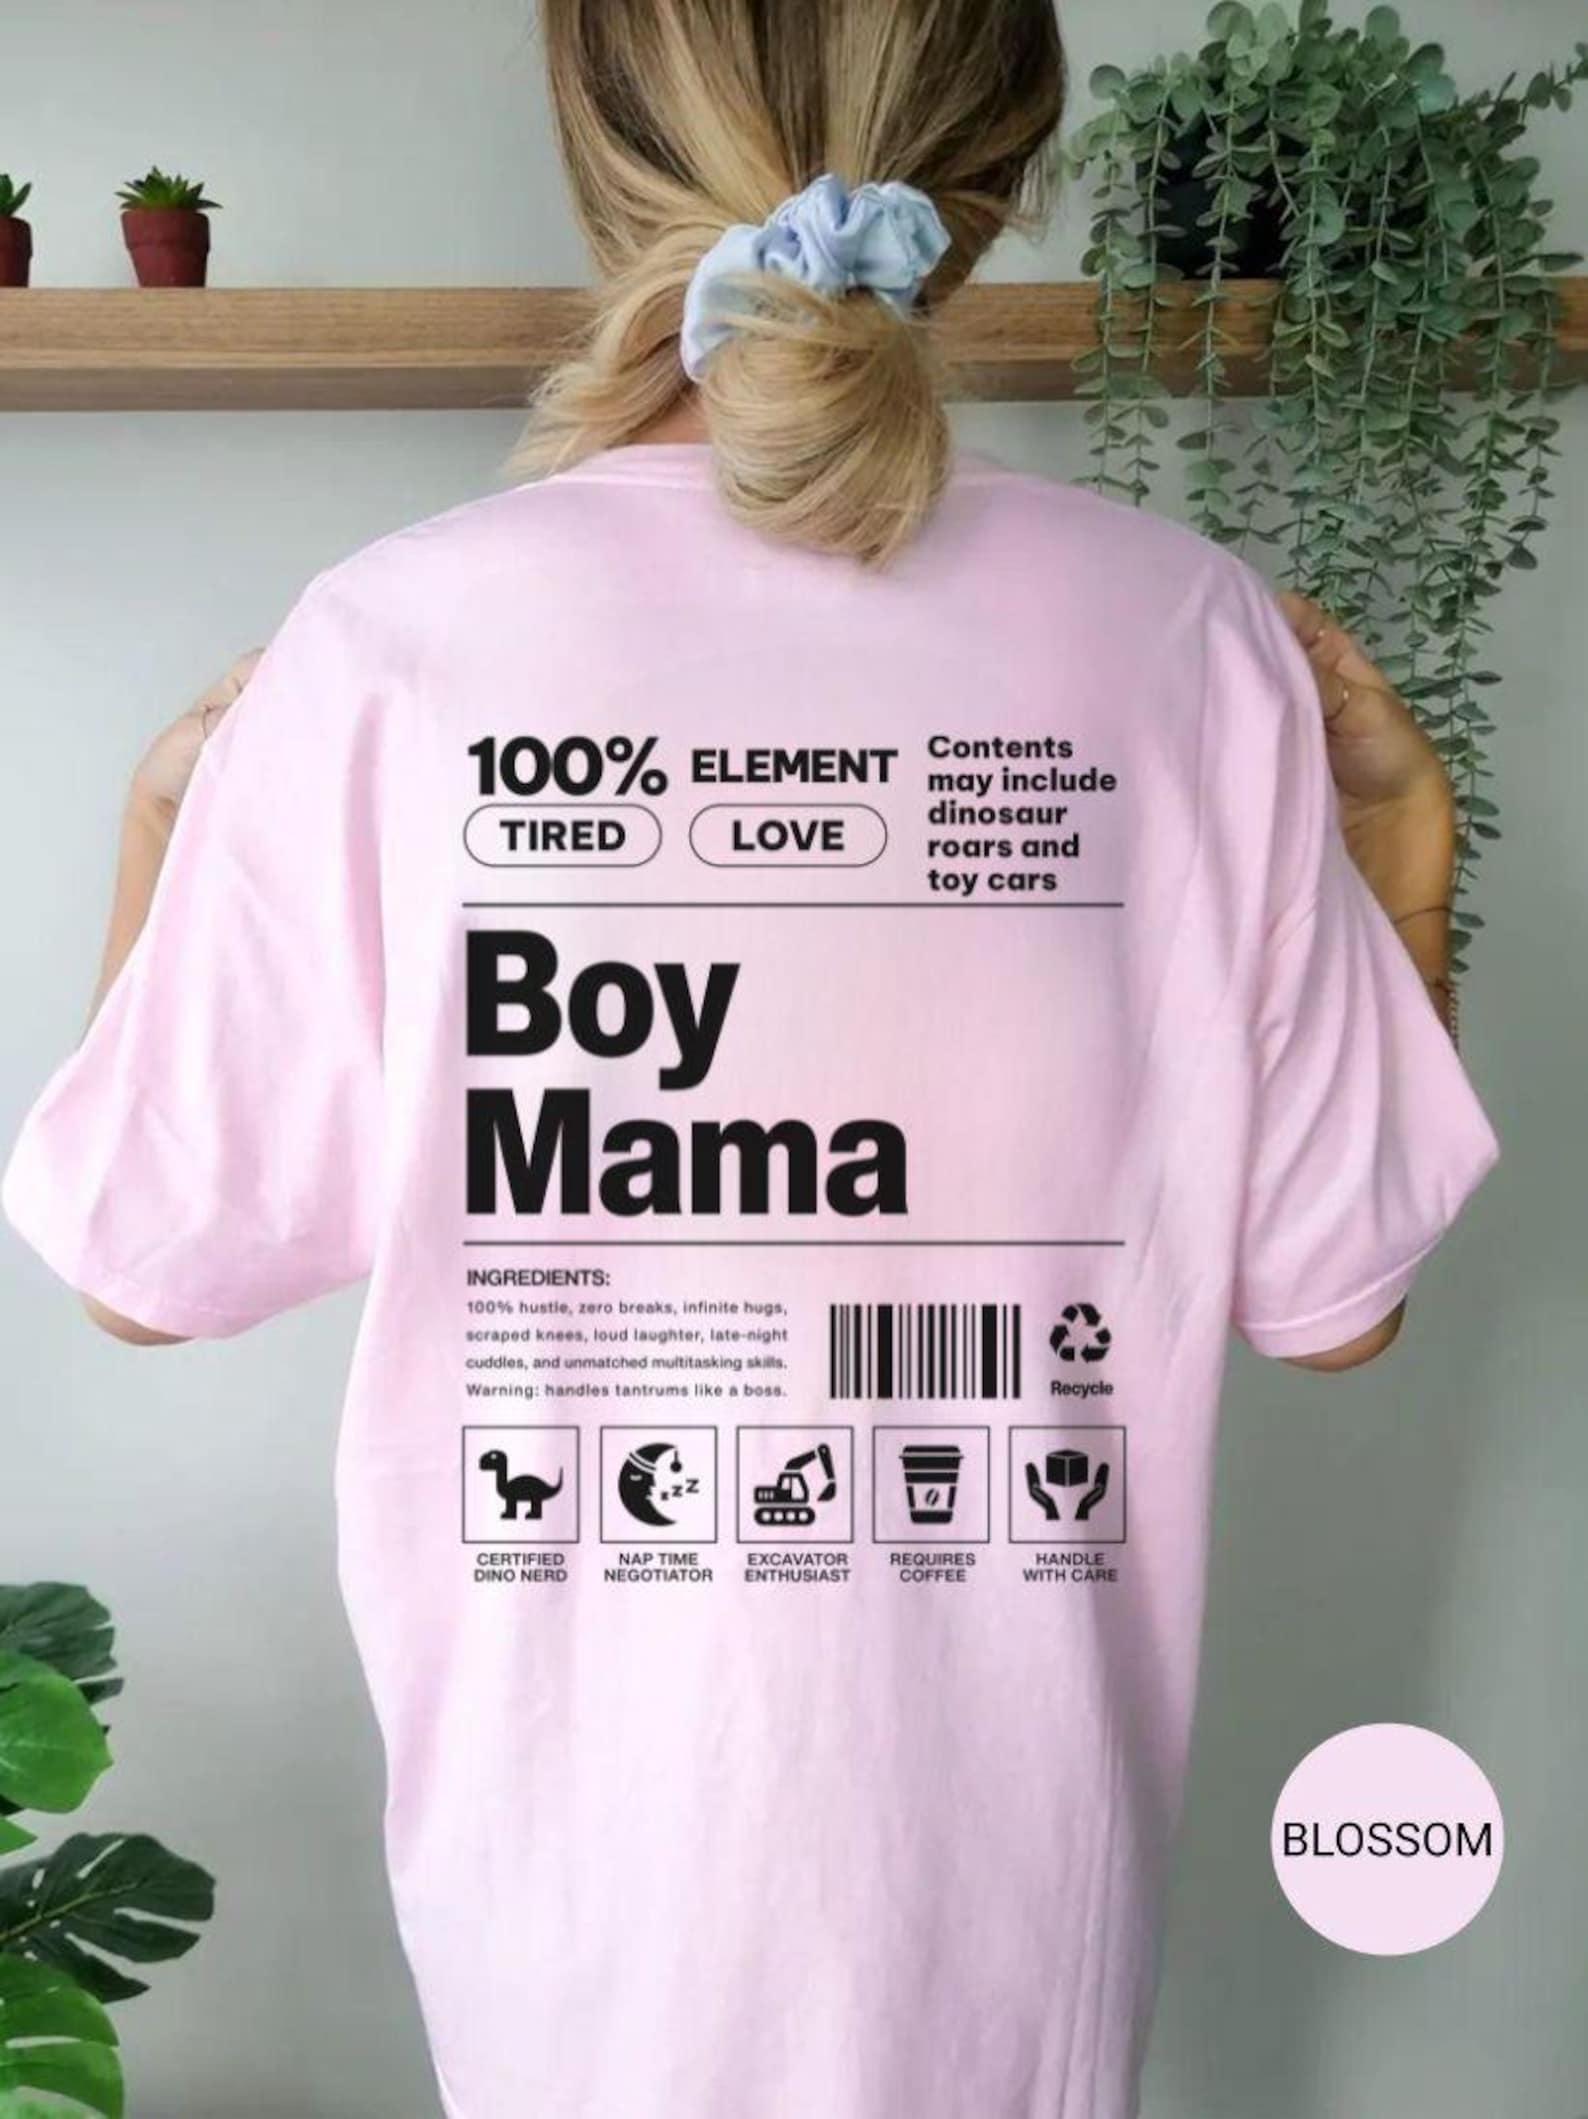 100% ELEMENT
TIRED LOVE
Contents
may include
dinosaur
roars and
toy cars
Boy
Mama
INGREDIENTS:
100% hustle, zero breaks, infinite hugs,
scraped knees, loud laughter, late-night
cuddles, and unmatched multitasking skills.
Warning: handles tantrums like a boss.
Recycle
zzZ
CERTIFIED
DINO NERD
NAP TIME
NEGOTIATOR
EXCAVATOR
ENTHUSIAST
REQUIRES
COFFEE
HANDLE
WITH CARE
BLOSSOM